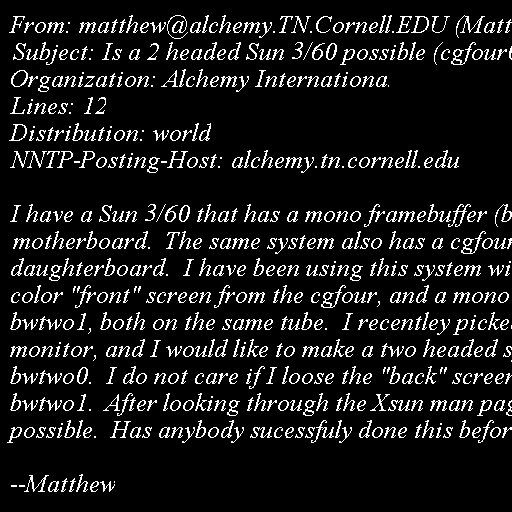 From: matthew@alchemy.TN.Cornell.EDU (Matt
Subject: Is a 2 headed Sun 3/60 possible (cgfour
Organization: Alchemy Internationa
Lines: 12
Distribution: world
NNTP-Posting-Host: alchemy.tn.cornell.edu
I have a Sun 3/60 that has a mono framebuffer (b
motherboard. The same system also has a cgfour
daughterboard. I have been using this system wi
color "front" screen from the cgfour, and a mono
bwtwo1, both on the same tube. I recentley picke
monitor, and I would like to make a two headed s
bwtwo0. I do not care if I loose the "back" screen
bwtwo1. After looking through the Xsun man pag
possible. Has anybody sucessfuly done this befor
--Matthew